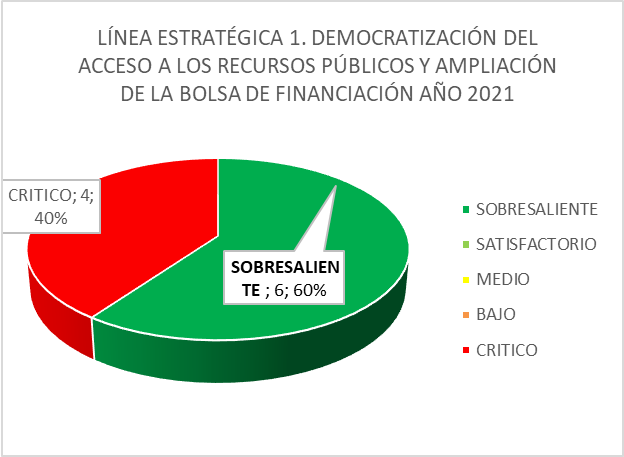 LÍNEA ESTRATÉGICA 1. DEMOCRATIZACIÓN DEL
ACCESO A LOS RECURSOS PÚBLICOS Y AMPLIACIÓN
DE LA BOLSA DE FINANCIACIÓN AÑO 2021
CRITICO; 4;
40%
SOBRESALIEN
TE ; 6; 60%
SOBRESALIENTE
SATISFACTORIO
MEDIO
BAJO
CRITICO